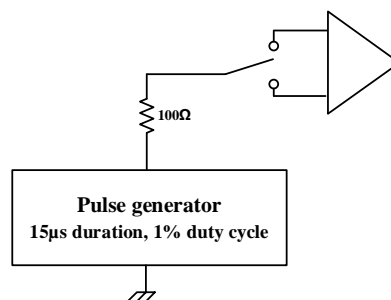 100Ω
Pulse generator
15μs duration, 1% duty cycle